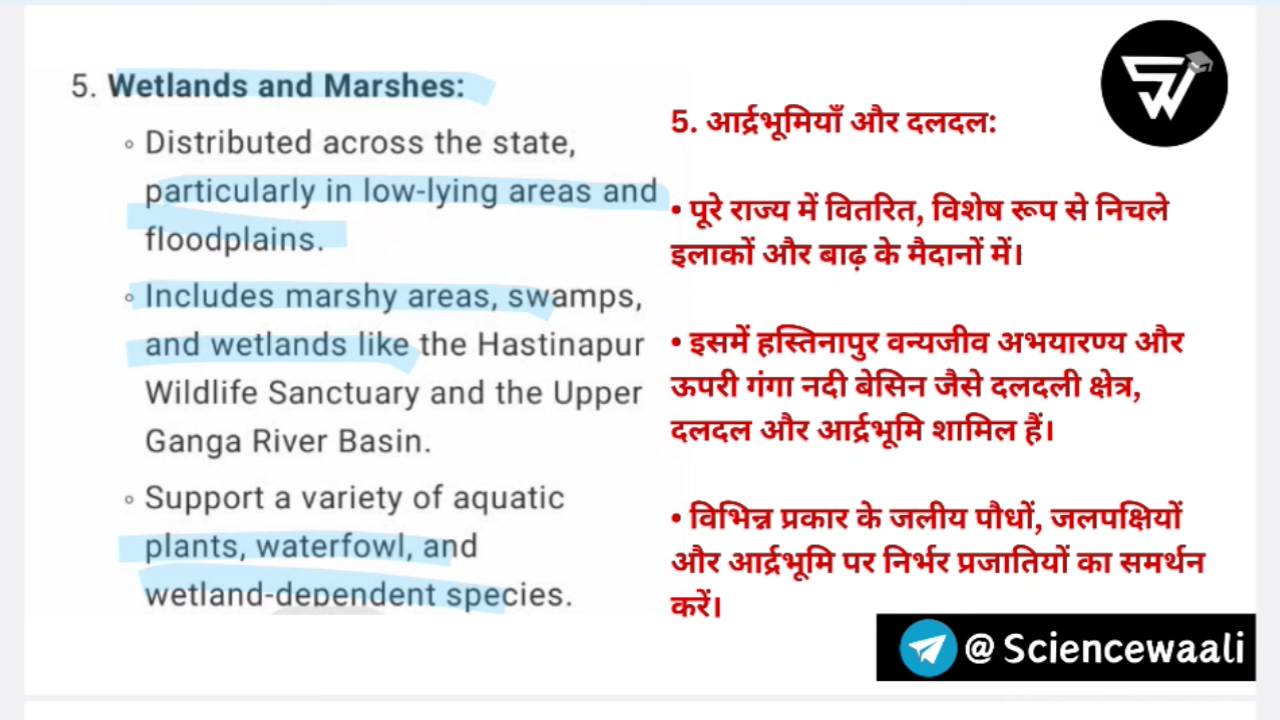 5. Wetlands and Marshes:
◦ Distributed across the state,
particularly in low-lying areas and
floodplains.
◦ Includes marshy areas, swamps,
and wetlands like the Hastinapur
Wildlife Sanctuary and the Upper
Ganga River Basin.
◦ Support a variety of aquatic
plants, waterfowl, and
wetland-dependent species.
SW
5. आर्द्रभूमियाँ और दलदल:
• पूरे राज्य में वितरित, विशेष रूप से निचले
इलाकों और बाढ़ के मैदानों में।
• इसमें हस्तिनापुर वन्यजीव अभयारण्य और
ऊपरी गंगा नदी बेसिन जैसे दलदली क्षेत्र,
दलदल और आर्द्रभूमि शामिल हैं।
• विभिन्न प्रकार के जलीय पौधों, जलपक्षियों
और आर्द्रभूमि पर निर्भर प्रजातियों का समर्थन
करें।
@ Sciencewaali